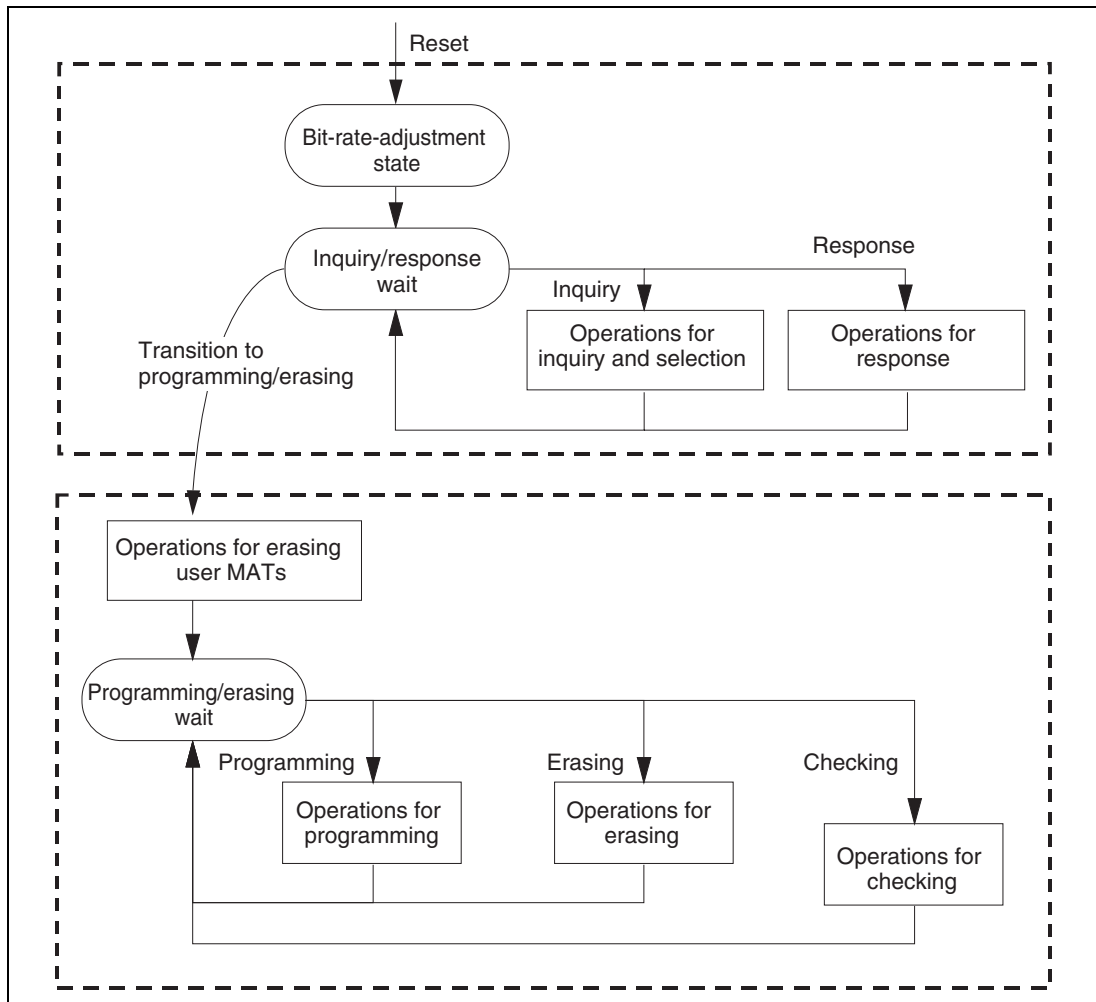 Reset
Bit-rate-adjustment
state
Inquiry/response
wait
Response
Inquiry
Operations for
inquiry and selection
Operations for
response
Transition to
programming/erasing
Operations for erasing
user MATs
Programming/erasing
wait
Programming
Erasing
Checking
Operations for
programming
Operations for
erasing
Operations for
checking